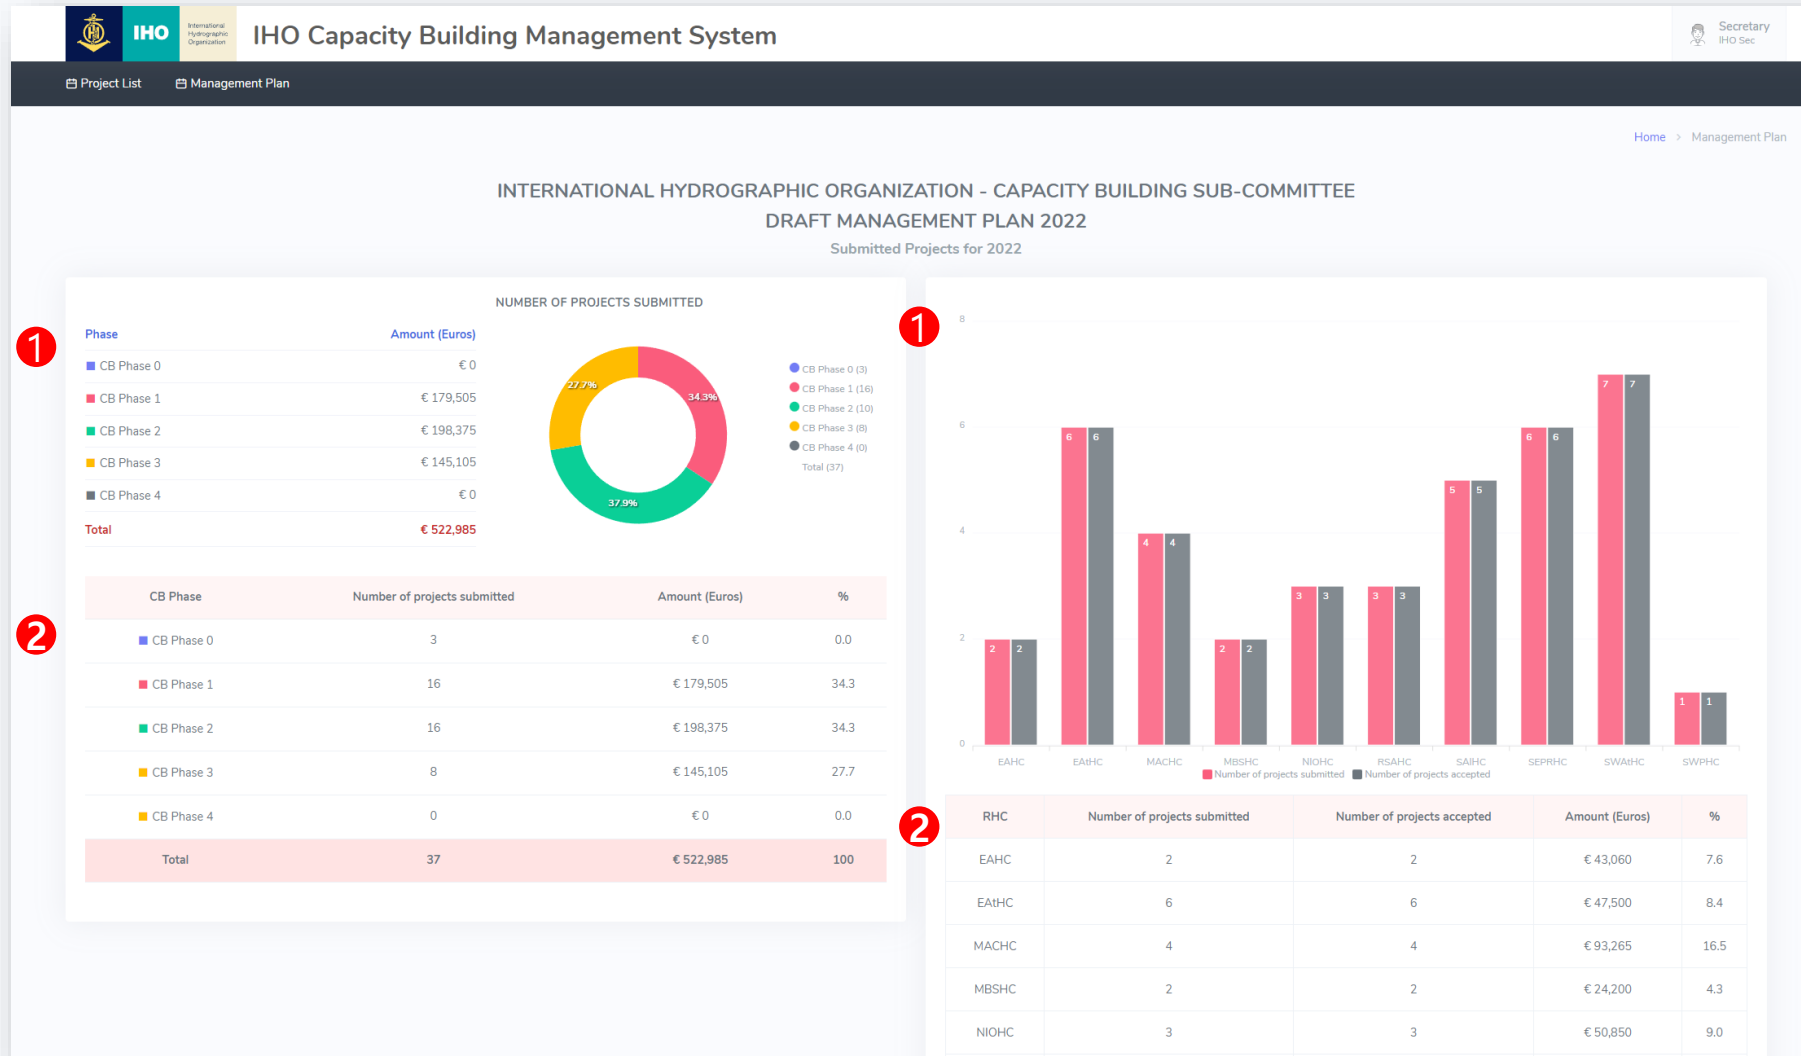 IHO
International
Hydrographic
Organization
IHO Capacity Building Management System
Secretary
IHO Sec
Project List
Management Plan
Home > Management Plan
INTERNATIONAL HYDROGRAPHIC ORGANIZATION - CAPACITY BUILDING SUB-COMMITTEE
DRAFT MANAGEMENT PLAN 2022
Submitted Projects for 2022
1
Phase Amount (Euros)
CB Phase 0 € 0
CB Phase 1 € 179,505
CB Phase 2 € 198,375
CB Phase 3 € 145,105
CB Phase 4 € 0
Total € 522,985
NUMBER OF PROJECTS SUBMITTED
27.7%
34.3%
37.9%
CB Phase 0 (3)
CB Phase 1 (16)
CB Phase 2 (10)
CB Phase 3 (8)
CB Phase 4 (0)
Total (37)
2
CB Phase Number of projects submitted Amount (Euros) %
CB Phase 0 3 € 0 0.0
CB Phase 1 16 € 179,505 34.3
CB Phase 2 16 € 198,375 34.3
CB Phase 3 8 € 145,105 27.7
CB Phase 4 0 € 0 0.0
Total 37 € 522,985 100
1
8
6
4
2
0
2 2
6 6
4 4
2 2
3 3
3 3
5 5
6 6
7 7
1 1
EAHC EAtHC MACHC MBSHC NIOHC RSAHC SAIHC SEPRHC SWAtHC SWPHC
Number of projects submitted Number of projects accepted
2
RHC Number of projects submitted Number of projects accepted Amount (Euros) %
EAHC 2 2 € 43,060 7.6
EAtHC 6 6 € 47,500 8.4
MACHC 4 4 € 93,265 16.5
MBSHC 2 2 € 24,200 4.3
NIOHC 3 3 € 50,850 9.0